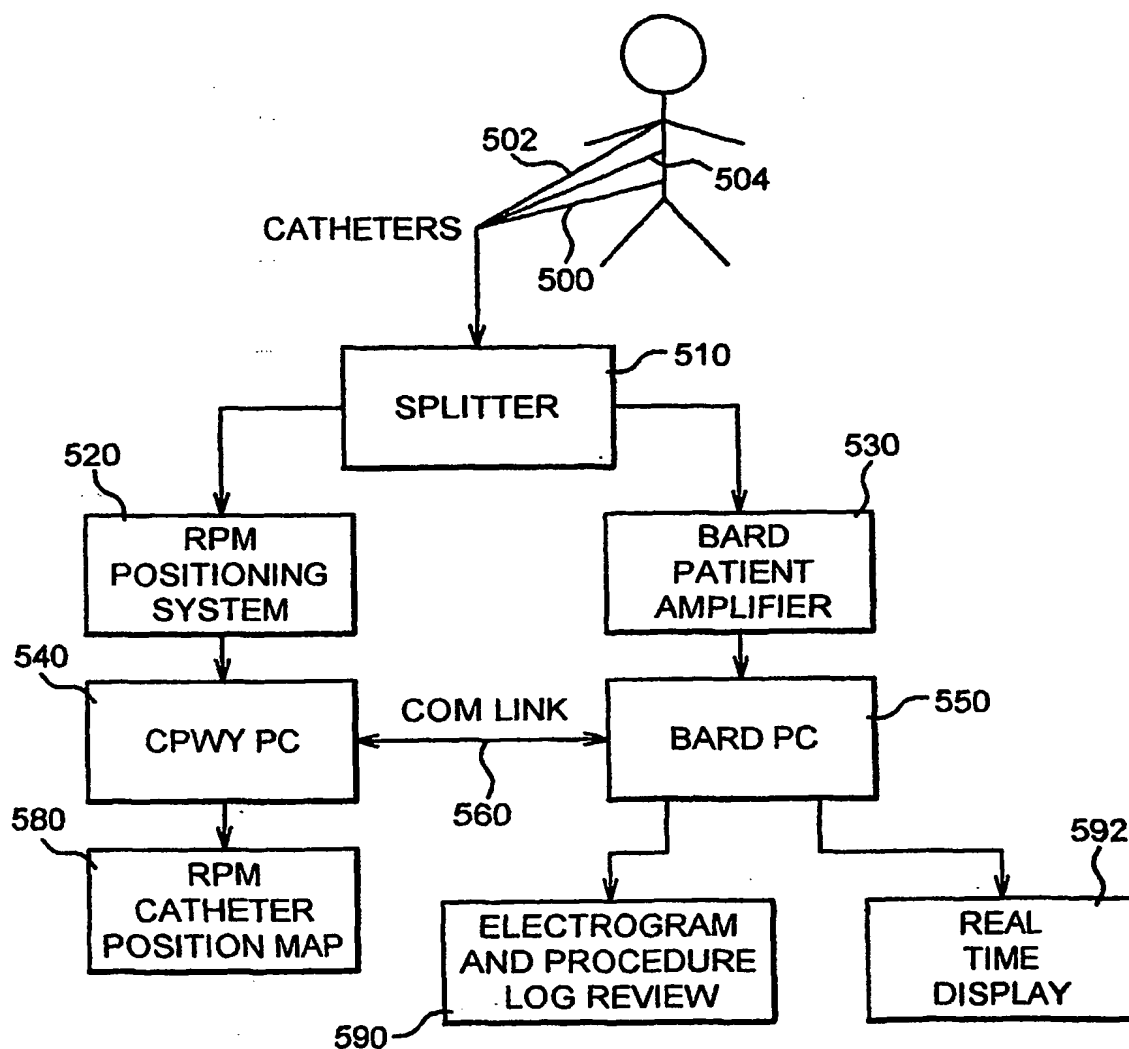 502
504
CATHETERS
500
510
SPLITTER
520
530
RPM
POSITIONING
SYSTEM
BARD
PATIENT
AMPLIFIER
540
550
COM LINK
CPWY PC
BARD PC
560
580
592
RPM
CATHETER
POSITION MAP
ELECTROGRAM
AND PROCEDURE
LOG REVIEW
REAL
TIME
DISPLAY
590